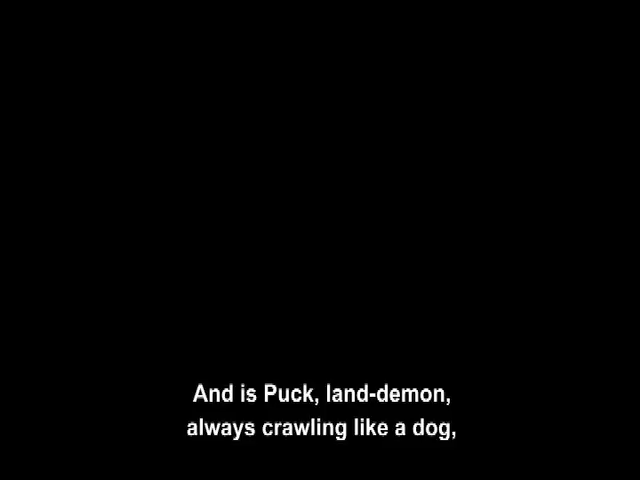 And is Puck, land-demon,
always crawling like a dog,